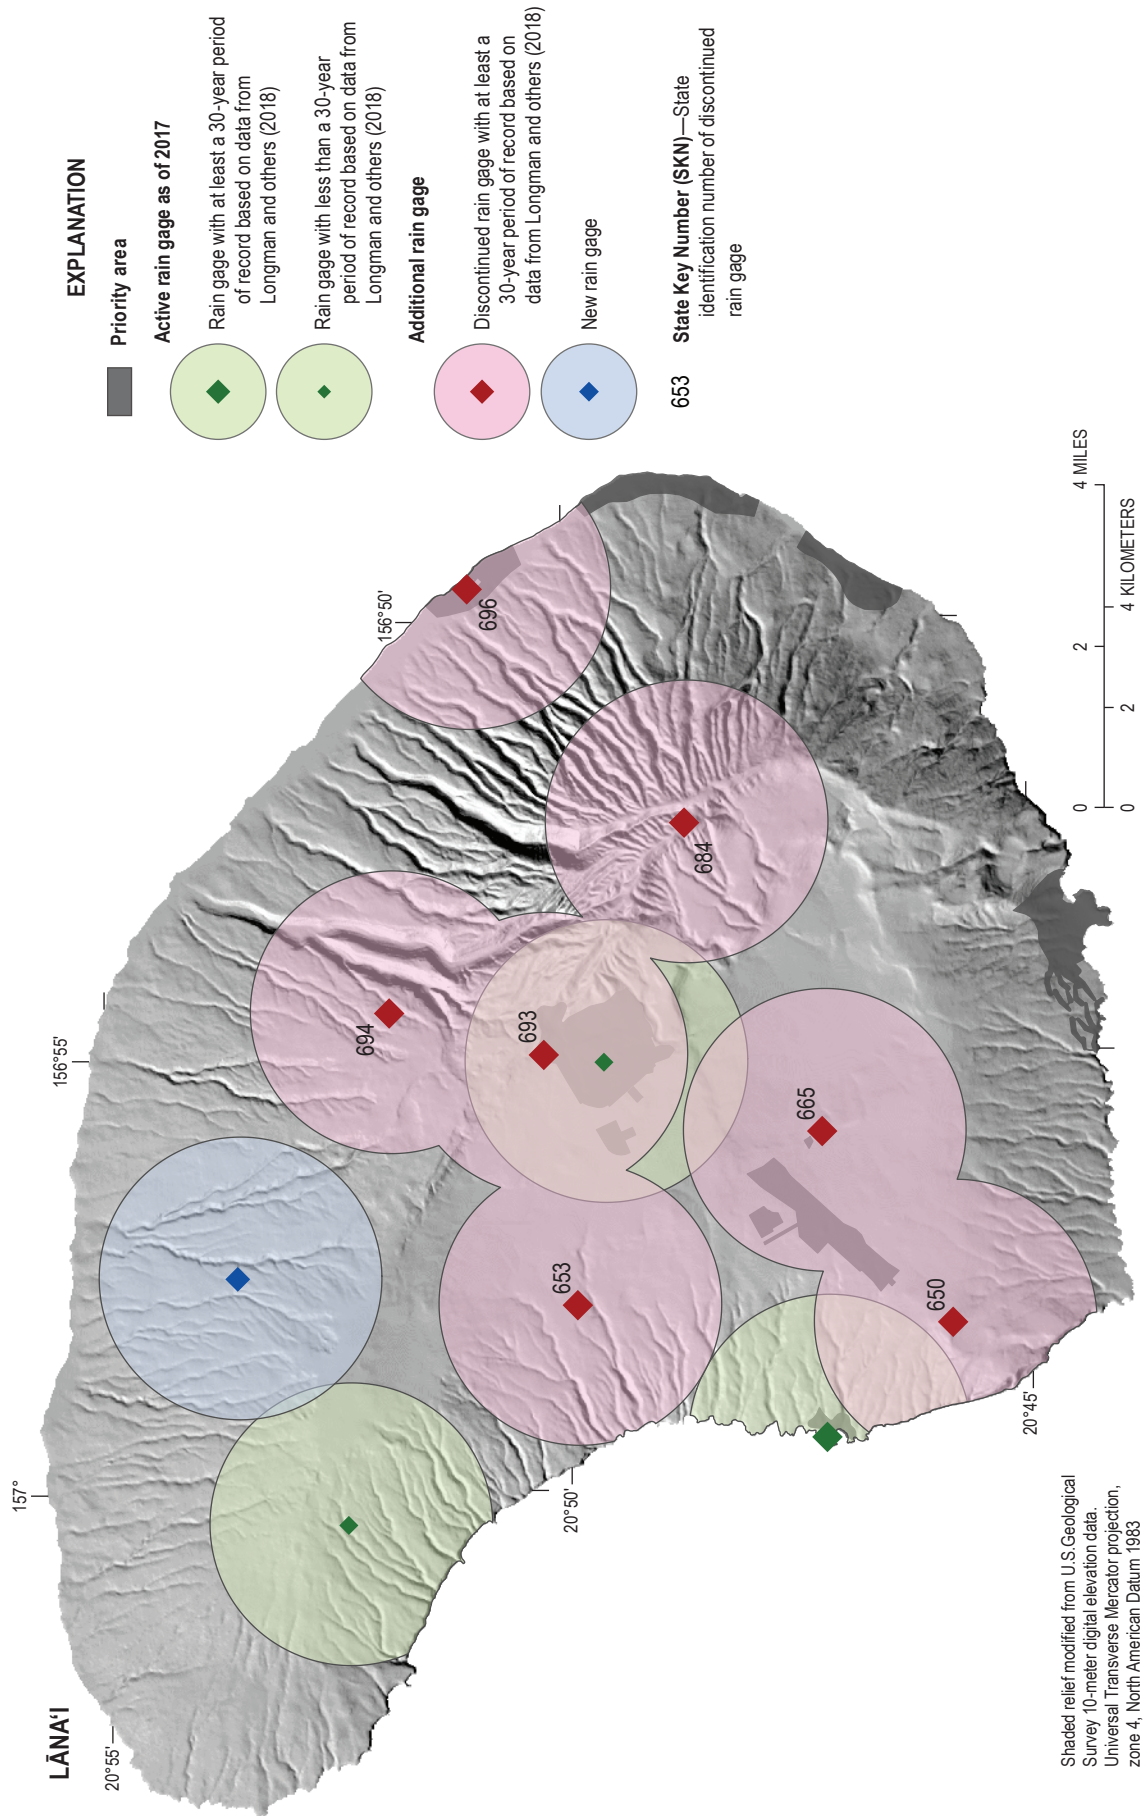 LĀNAʻI
EXPLANATION
Priority area
Active rain gage as of 2017
Rain gage with at least a 30-year period
of record based on data from
Longman and others (2018)
Rain gage with less than a 30-year
period of record based on data from
Longman and others (2018)
Additional rain gage
Discontinued rain gage with at least a
30-year period of record based on
data from Longman and others (2018)
New rain gage
653
State Key Number (SKN)—State
identification number of discontinued
rain gage
157°
156°55'
156°50'
20°55'
20°50'
20°45'
696
694
693
684
653
665
650
0 2 4 MILES
0 2 4 KILOMETERS
Shaded relief modified from U.S.Geological
Survey 10-meter digital elevation data.
Universal Transverse Mercator projection,
zone 4, North American Datum 1983